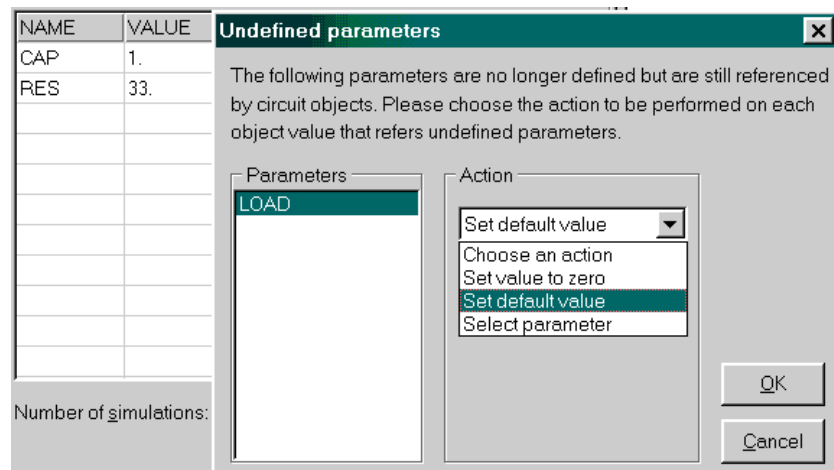 NAME VALUE
CAP 1.
RES 33.
Number of simulations:
Undefined parameters
The following parameters are no longer defined but are still referenced
by circuit objects. Please choose the action to be performed on each
object value that refers undefined parameters.
Parameters
LOAD
Action
Set default value
Choose an action
Set value to zero
Set default value
Select parameter
OK
Cancel